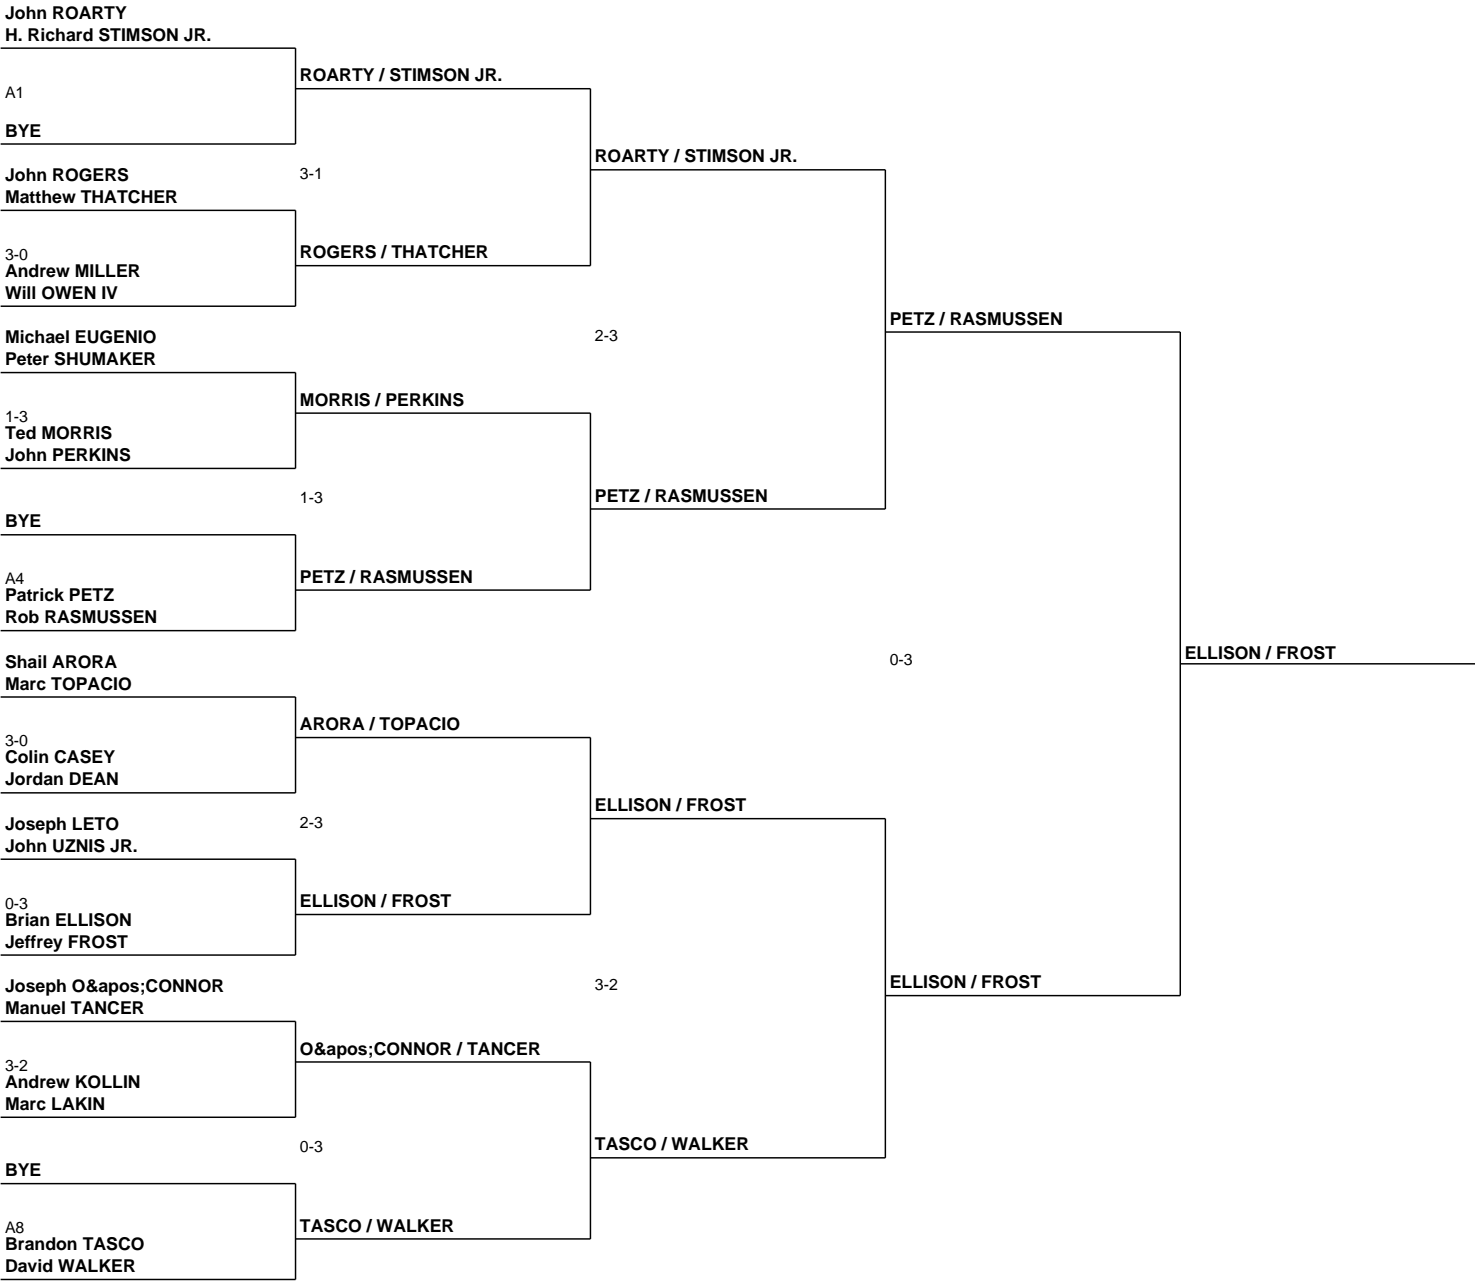 John ROARTY
H. Richard STIMSON JR.
A1
BYE
John ROGERS
Matthew THATCHER
3-0
Andrew MILLER
Will OWEN IV
Michael EUGENIO
Peter SHUMAKER
1-3
Ted MORRIS
John PERKINS
BYE
A4
Patrick PETZ
Rob RASMUSSEN
Shail ARORA
Marc TOPACIO
3-0
Colin CASEY
Jordan DEAN
Joseph LETO
John UZNIS JR.
0-3
Brian ELLISON
Jeffrey FROST
Joseph O&apos;CONNOR
Manuel TANCER
3-2
Andrew KOLLIN
Marc LAKIN
BYE
A8
Brandon TASCO
David WALKER
ROARTY / STIMSON JR.
3-1
ROGERS / THATCHER
MORRIS / PERKINS
1-3
PETZ / RASMUSSEN
ARORA / TOPACIO
2-3
ELLISON / FROST
O&apos;CONNOR / TANCER
0-3
TASCO / WALKER
ROARTY / STIMSON JR.
2-3
PETZ / RASMUSSEN
ELLISON / FROST
3-2
TASCO / WALKER
PETZ / RASMUSSEN
0-3
ELLISON / FROST
ELLISON / FROST